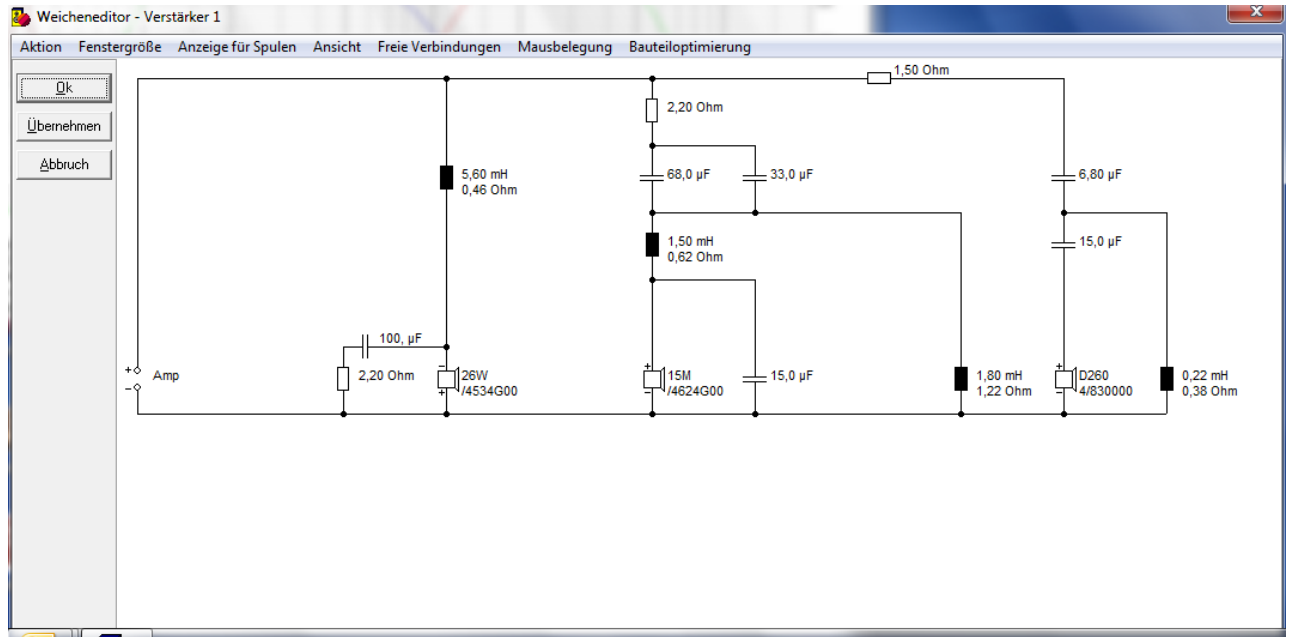 Weicheneditor - Verstärker 1
Aktion Fenstergröße Anzeige für Spulen Ansicht Freie Verbindungen Mausbelegung Bauteiloptimierung
Ok
Übernehmen
Abbruch
1,50 Ohm
2,20 Ohm
5,60 mH
0,46 Ohm
68,0 µF
33,0 µF
6,80 µF
1,50 mH
0,62 Ohm
15,0 µF
100, µF
+
-
Amp
2,20 Ohm
-
+
26W
/4534G00
+
-
15M
/4624G00
15,0 µF
1,80 mH
1,22 Ohm
+
-
D260
4/830000
0,22 mH
0,38 Ohm